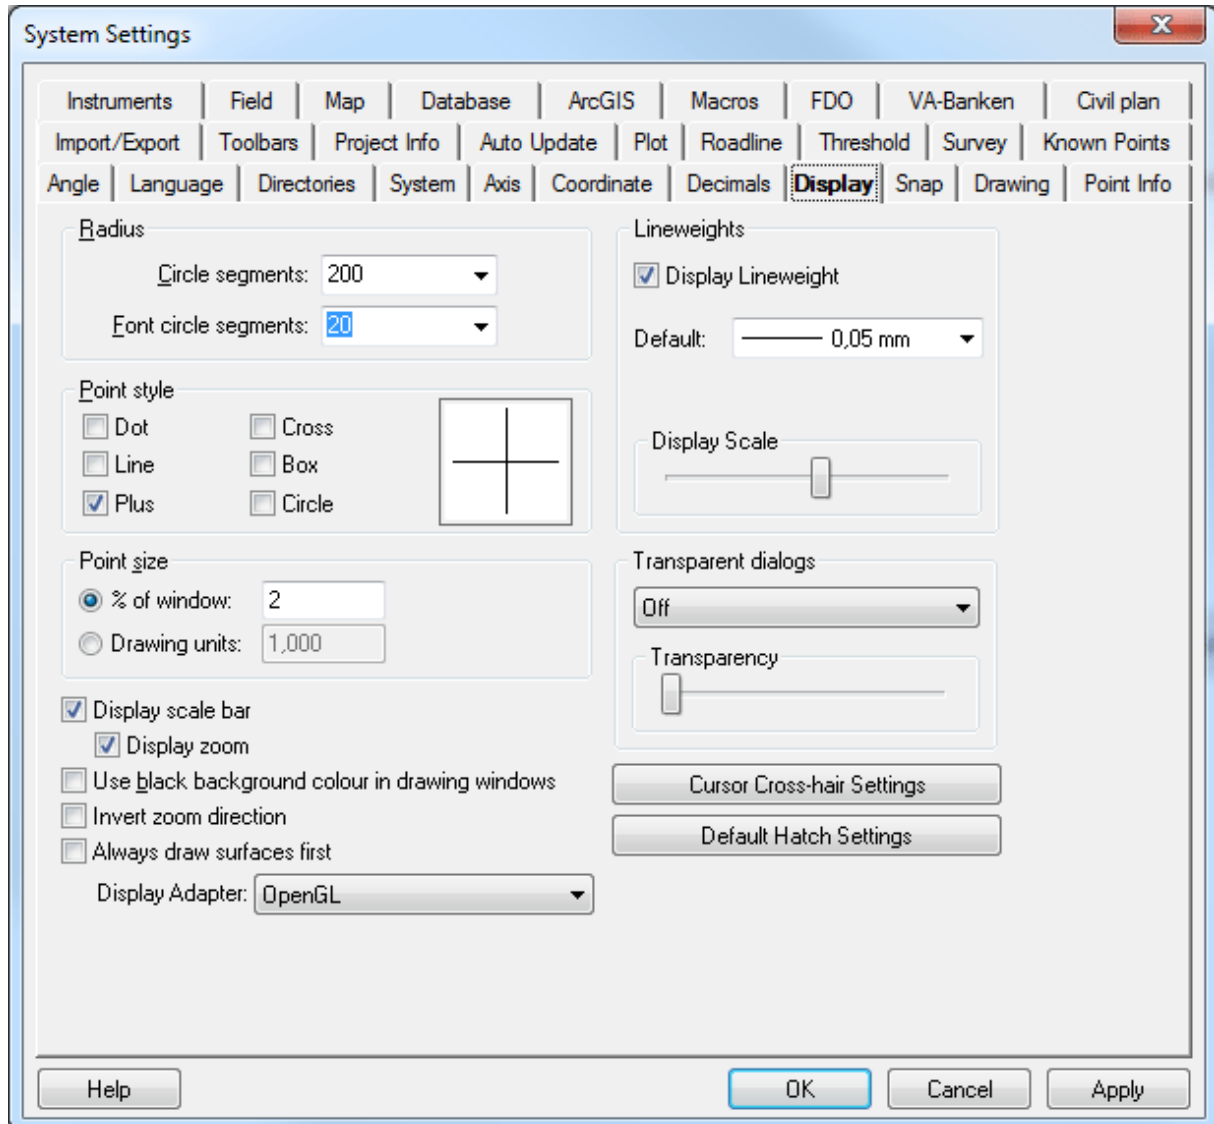 System Settings
Instruments Field Map Database ArcGIS Macros FDO VA-Banken Civil plan
Import/Export Toolbars Project Info Auto Update Plot Roadline Threshold Survey Known Points
Angle Language Directories System Axis Coordinate Decimals Display Snap Drawing Point Info
Radius
Circle segments: 200
Font circle segments: 20
Point style
Dot Cross
Line Box
Plus Circle
Point size
% of window: 2
Drawing units: 1,000
Display scale bar
Display zoom
Use black background colour in drawing windows
Invert zoom direction
Always draw surfaces first
Display Adapter: OpenGL
Lineweights
Display Lineweight
Default: 0,05 mm
Display Scale
Transparent dialogs
Off
Transparency
Cursor Cross-hair Settings
Default Hatch Settings
Help OK Cancel Apply